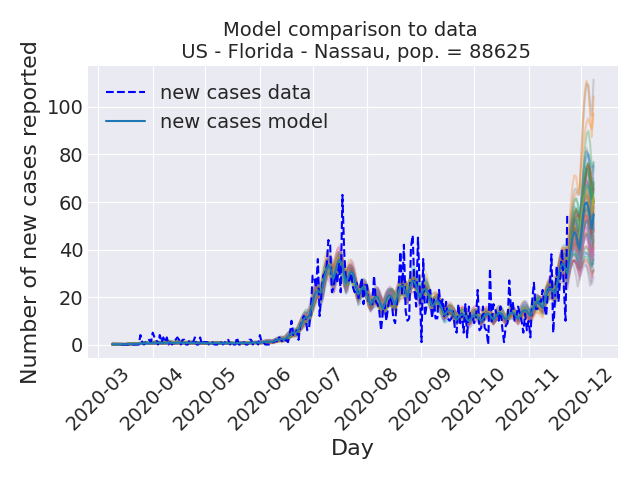 Model comparison to data
US - Florida - Nassau, pop. = 88625
new cases data
new cases model
Number of new cases reported
100
80
60
40
20
0
2020-03
2020-04
2020-05
2020-06
2020-07
2020-08
2020-09
2020-10
2020-11
2020-12
Day